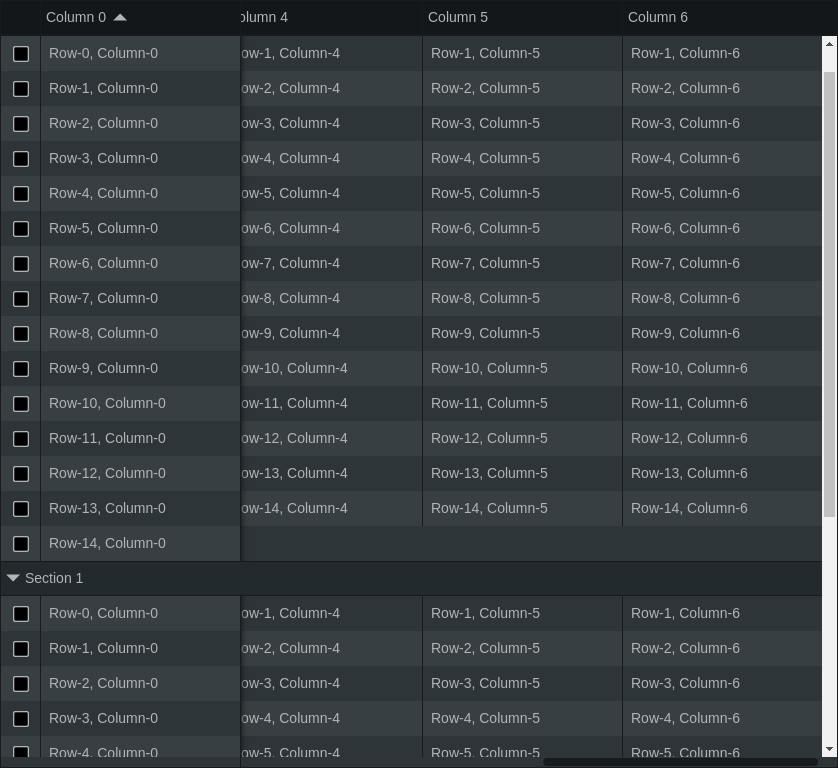 Column 0 olumn 4 Column 5 Column 6
Row-0, Column-0 ow-1, Column-4 Row-1, Column-5 Row-1, Column-6
Row-1, Column-0 ow-2, Column-4 Row-2, Column-5 Row-2, Column-6
Row-2, Column-0 ow-3, Column-4 Row-3, Column-5 Row-3, Column-6
Row-3, Column-0 ow-4, Column-4 Row-4, Column-5 Row-4, Column-6
Row-4, Column-0 ow-5, Column-4 Row-5, Column-5 Row-5, Column-6
Row-5, Column-0 ow-6, Column-4 Row-6, Column-5 Row-6, Column-6
Row-6, Column-0 ow-7, Column-4 Row-7, Column-5 Row-7, Column-6
Row-7, Column-0 ow-8, Column-4 Row-8, Column-5 Row-8, Column-6
Row-8, Column-0 ow-9, Column-4 Row-9, Column-5 Row-9, Column-6
Row-9, Column-0 ow-10, Column-4 Row-10, Column-5 Row-10, Column-6
Row-10, Column-0 ow-11, Column-4 Row-11, Column-5 Row-11, Column-6
Row-11, Column-0 ow-12, Column-4 Row-12, Column-5 Row-12, Column-6
Row-12, Column-0 ow-13, Column-4 Row-13, Column-5 Row-13, Column-6
Row-13, Column-0 ow-14, Column-4 Row-14, Column-5 Row-14, Column-6
Row-14, Column-0
Section 1
Row-0, Column-0 ow-1, Column-4 Row-1, Column-5 Row-1, Column-6
Row-1, Column-0 ow-2, Column-4 Row-2, Column-5 Row-2, Column-6
Row-2, Column-0 ow-3, Column-4 Row-3, Column-5 Row-3, Column-6
Row-3, Column-0 ow-4, Column-4 Row-4, Column-5 Row-4, Column-6
Row-4, Column-0 ow-5, Column-4 Row-5, Column-5 Row-5, Column-6